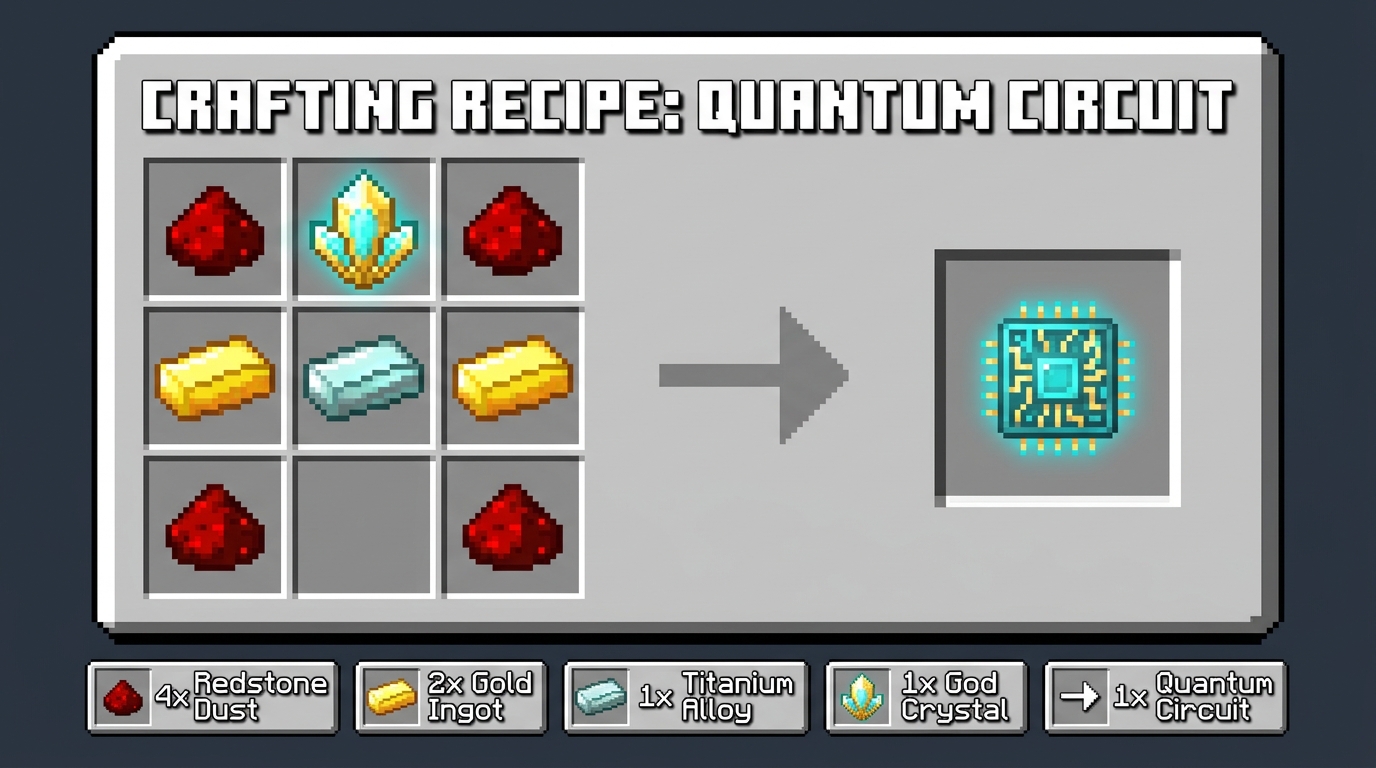 CRAFTING RECIPE: QUANTUM CIRCUIT
4x Redstone
Dust
2x Gold
Ingot
1x Titanium
Alloy
1x God
Crystal
1x Quantum
Circuit